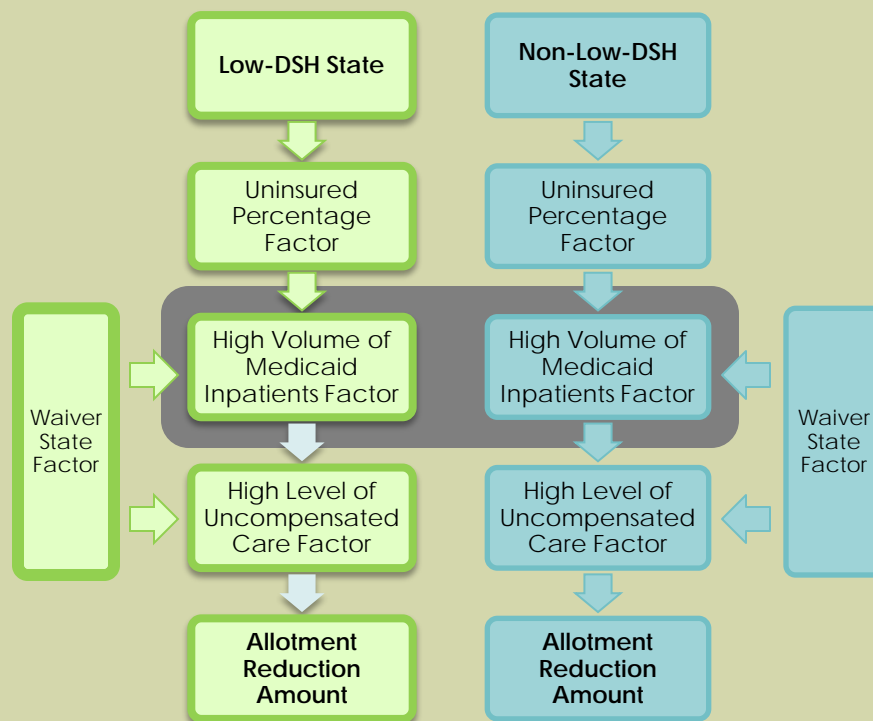 Low-DSH State
Non-Low-DSH
State
Uninsured
Percentage
Factor
Uninsured
Percentage
Factor
High Volume of
Medicaid
Inpatients Factor
High Volume of
Medicaid
Inpatients Factor
Waiver
State
Factor
Waiver
State
Factor
High Level of
Uncompensated
Care Factor
High Level of
Uncompensated
Care Factor
Allotment
Reduction
Amount
Allotment
Reduction
Amount